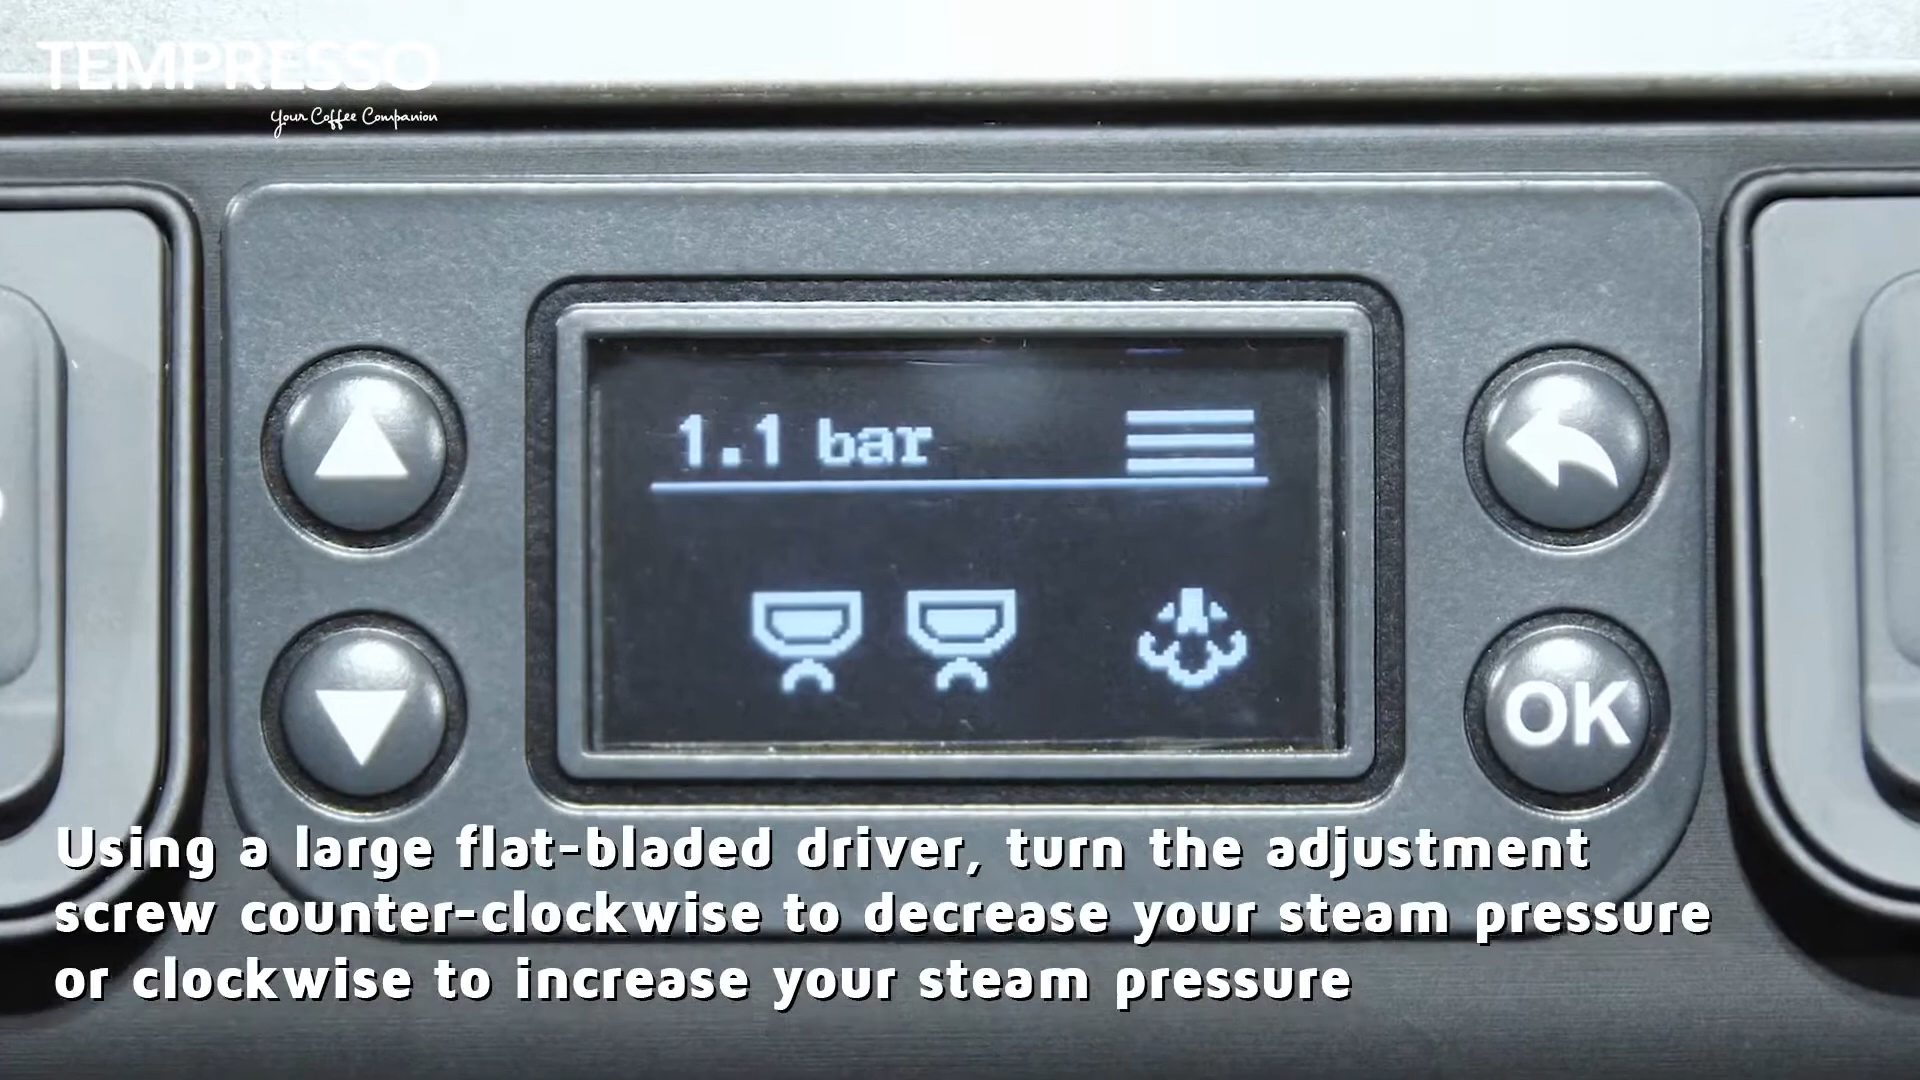 TEMPRESSO
Your Coffee Companion
1.1 bar
OK
Using a large flat-bladed driver, turn the adjustment
screw counter-clockwise to decrease your steam pressure
or clockwise to increase your steam pressure